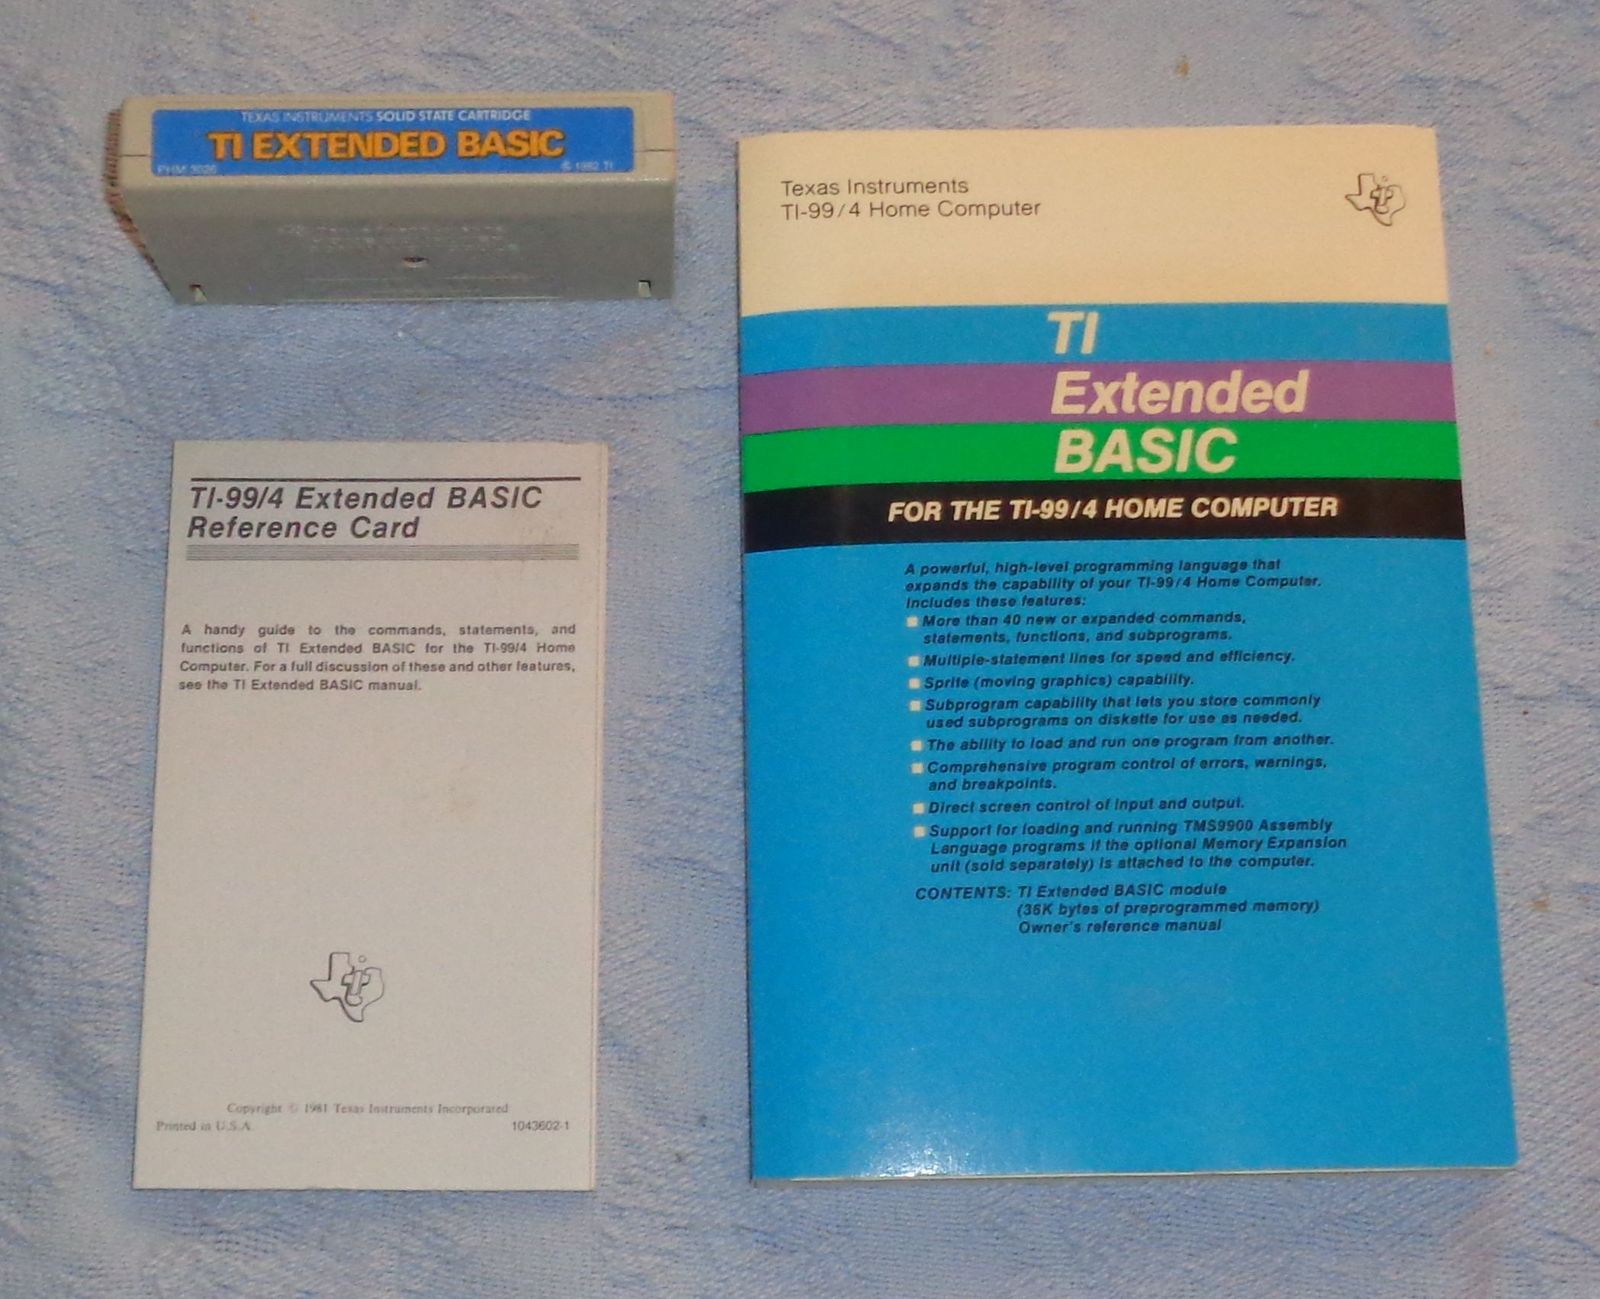 TEXAS INSTRUMENTS SOLID STATE CARTRIDGE
TI EXTENDED BASIC
PHM 3026
© 1982 TI
Texas Instruments
TI-99/4 Home Computer
TI
Extended
BASIC
FOR THE TI-99/4 HOME COMPUTER
A powerful, high-level programming language that
expands the capability of your TI-99/4 Home Computer.
Includes these features:
More than 40 new or expanded commands,
statements, functions, and subprograms.
Multiple-statement lines for speed and efficiency.
Sprite (moving graphics) capability.
Subprogram capability that lets you store commonly
used subprograms on diskette for use as needed.
The ability to load and run one program from another.
Comprehensive program control of errors, warnings,
and breakpoints.
Direct screen control of input and output.
Support for loading and running TMS9900 Assembly
Language programs if the optional Memory Expansion
unit (sold separately) is attached to the computer.
CONTENTS: TI Extended BASIC module
(36K bytes of preprogrammed memory)
Owner's reference manual
TI-99/4 Extended BASIC
Reference Card
A handy guide to the commands, statements, and
functions of TI Extended BASIC for the TI-99/4 Home
Computer. For a full discussion of these and other features,
see the TI Extended BASIC manual.
Copyright © 1981 Texas Instruments Incorporated
Printed in U.S.A.
1043602-1